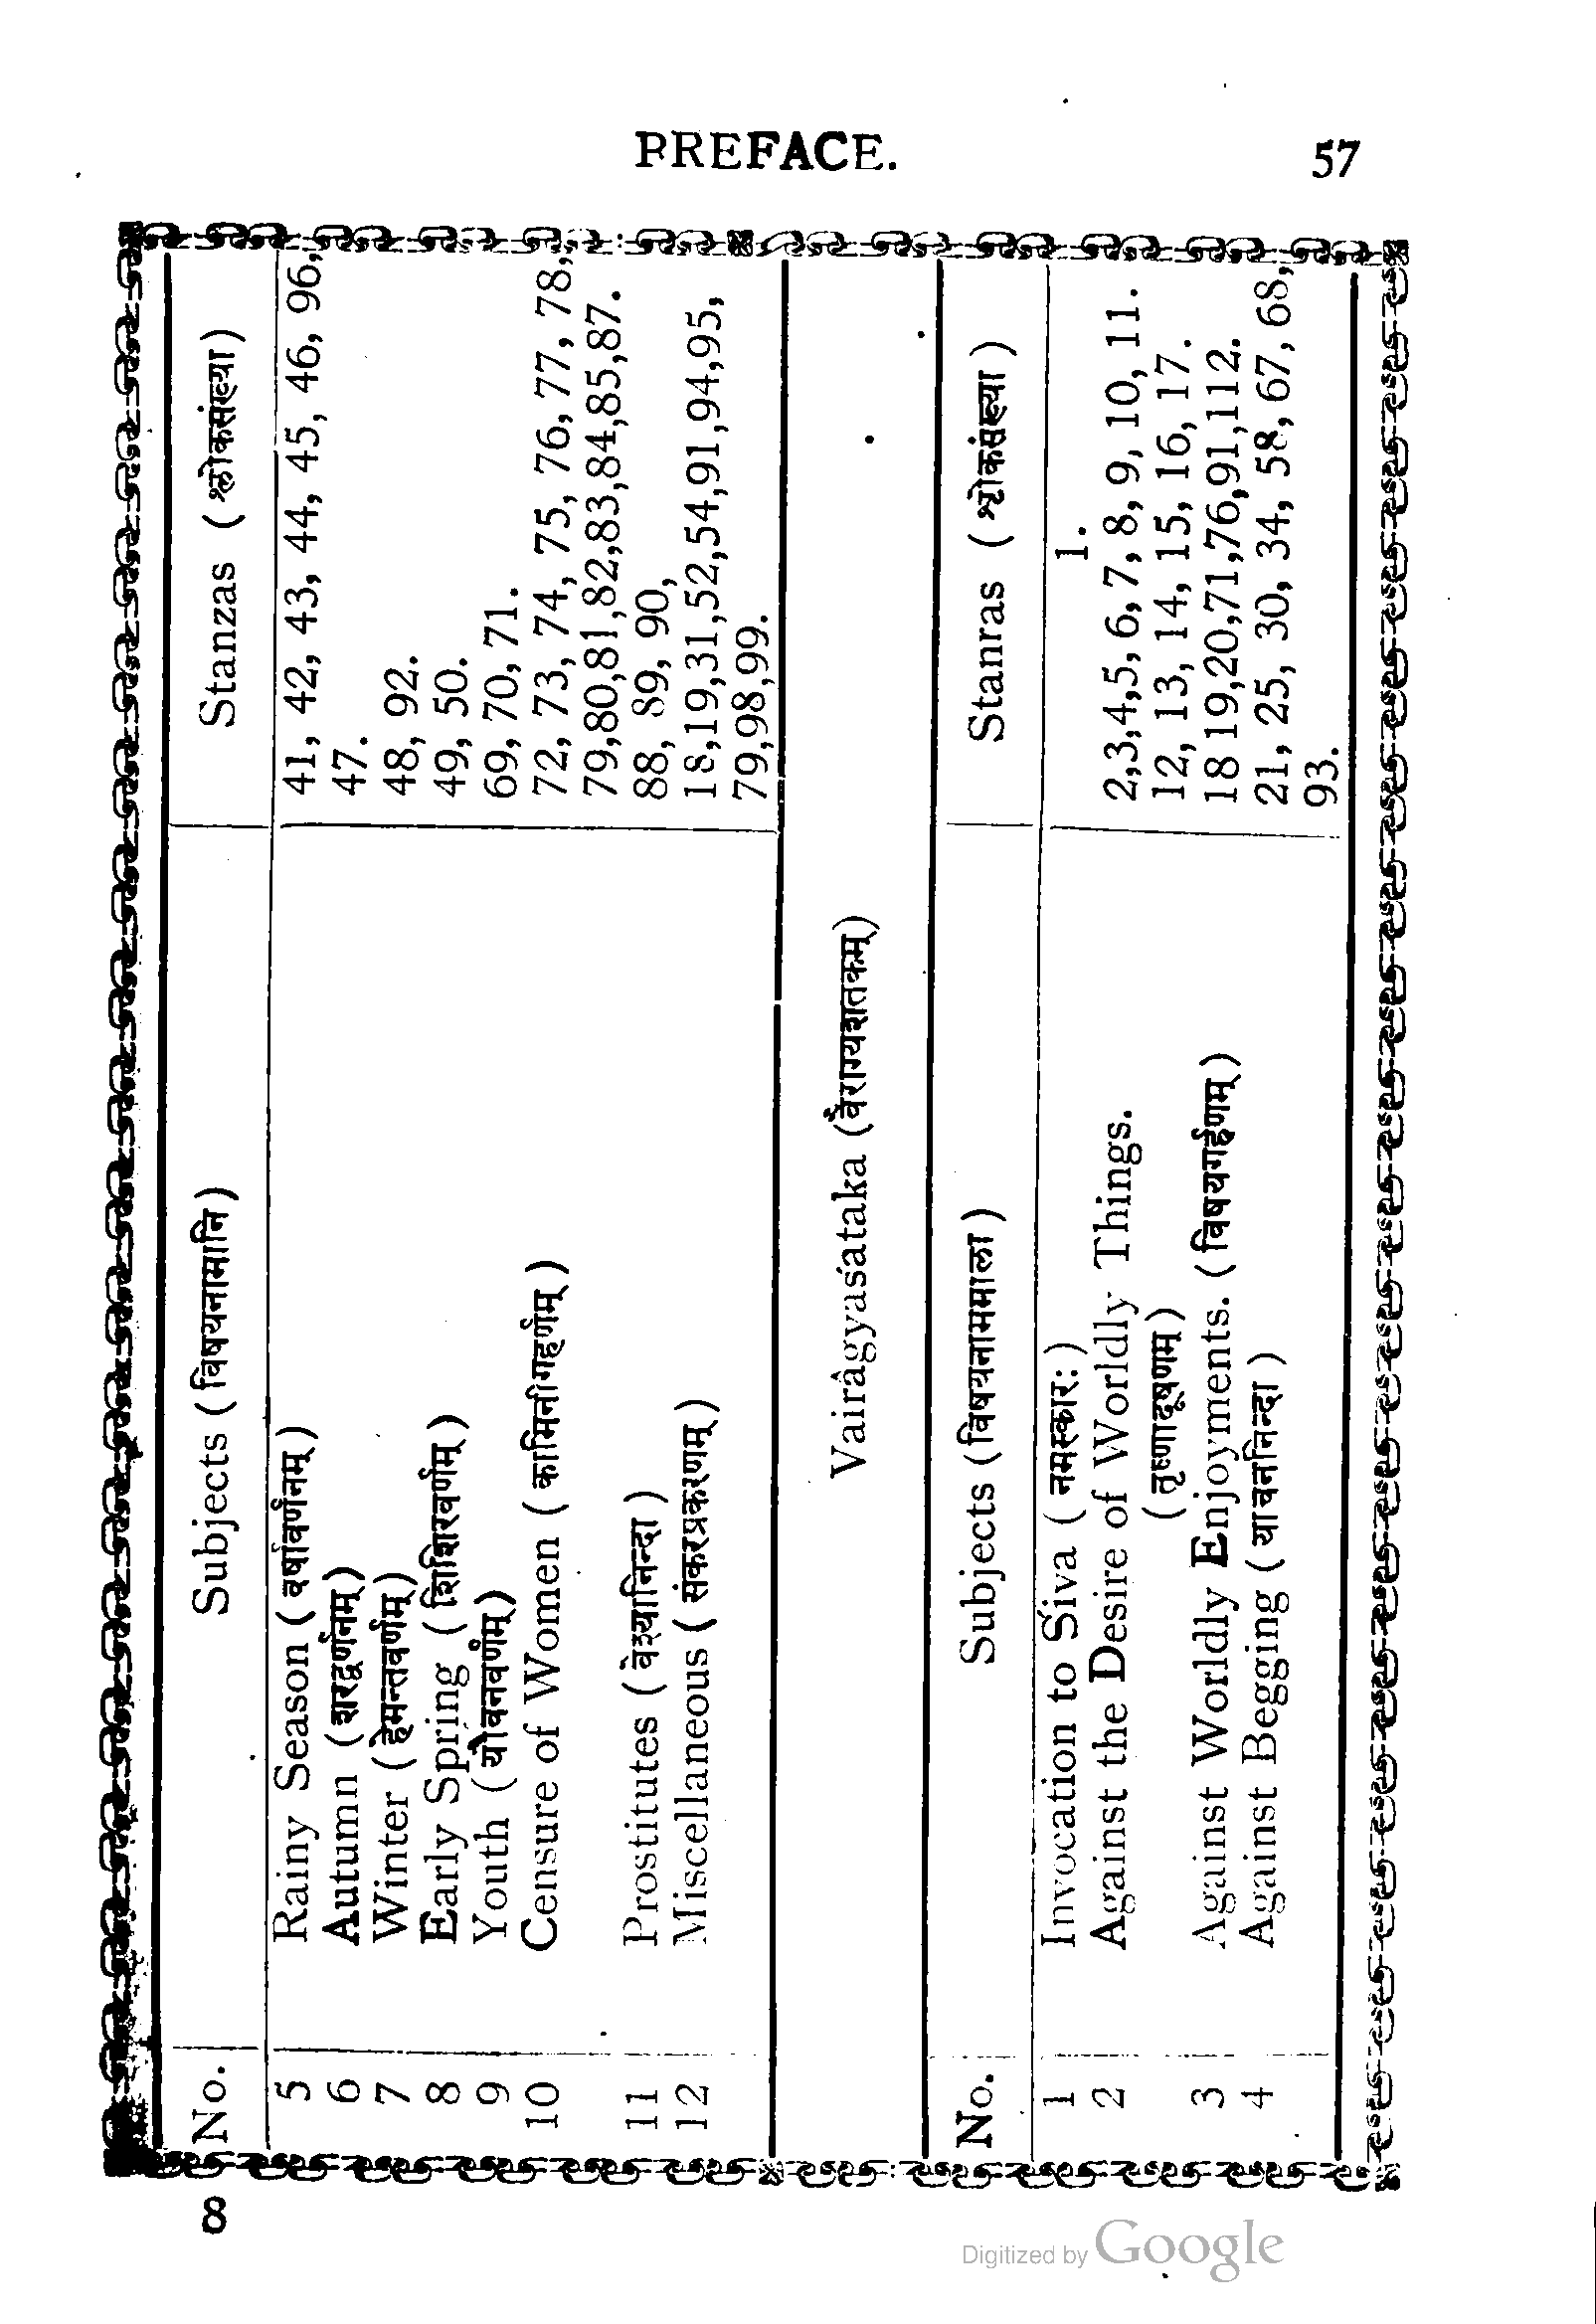 PREFACE. 57
No. Subjects ( विषयनामानि ) Stanzas ( श्लोकसंख्या )
5 Rainy Season ( वर्षावर्णनम् ) 41, 42, 43, 44, 45, 46, 96,
6 Autumn ( शरद्वर्णनम् ) 47.
7 Winter ( हेमन्तवर्णम् ) 48, 92.
8 Early Spring ( शिशिरवर्णम् ) 49, 50.
9 Youth ( यौवनवर्णम् ) 69, 70, 71.
10 Censure of Women ( कामिनीगर्हणम् ) 72, 73, 74, 75, 76, 77, 78,
79,80,81,82,83,84,85,87.
11 Prostitutes ( वेश्यानिन्दा ) 88, 89, 90,
12 Miscellaneous ( संकरप्रकरणम् ) 18,19,31,52,54,91,94,95,
79,98,99.
Vairâgyaśataka (वैराग्यशतकम्)
No. Subjects (विषयनाममाला ) Stanras ( श्लोकसंख्या )
1 Invocation to Śiva ( नमस्कारः ) 1.
2 Against the Desire of Worldly Things. 2,3,4,5, 6, 7, 8, 9, 10, 11.
( तृष्णादूषणम् ) 12, 13, 14, 15, 16, 17.
3 Against Worldly Enjoyments. ( विषयगर्हणम् ) 18 19,20,71,76,91,112.
4 Against Begging ( याचननिन्दा ) 21, 25, 30, 34, 58, 67, 68,
93.
8
Digitized by Google